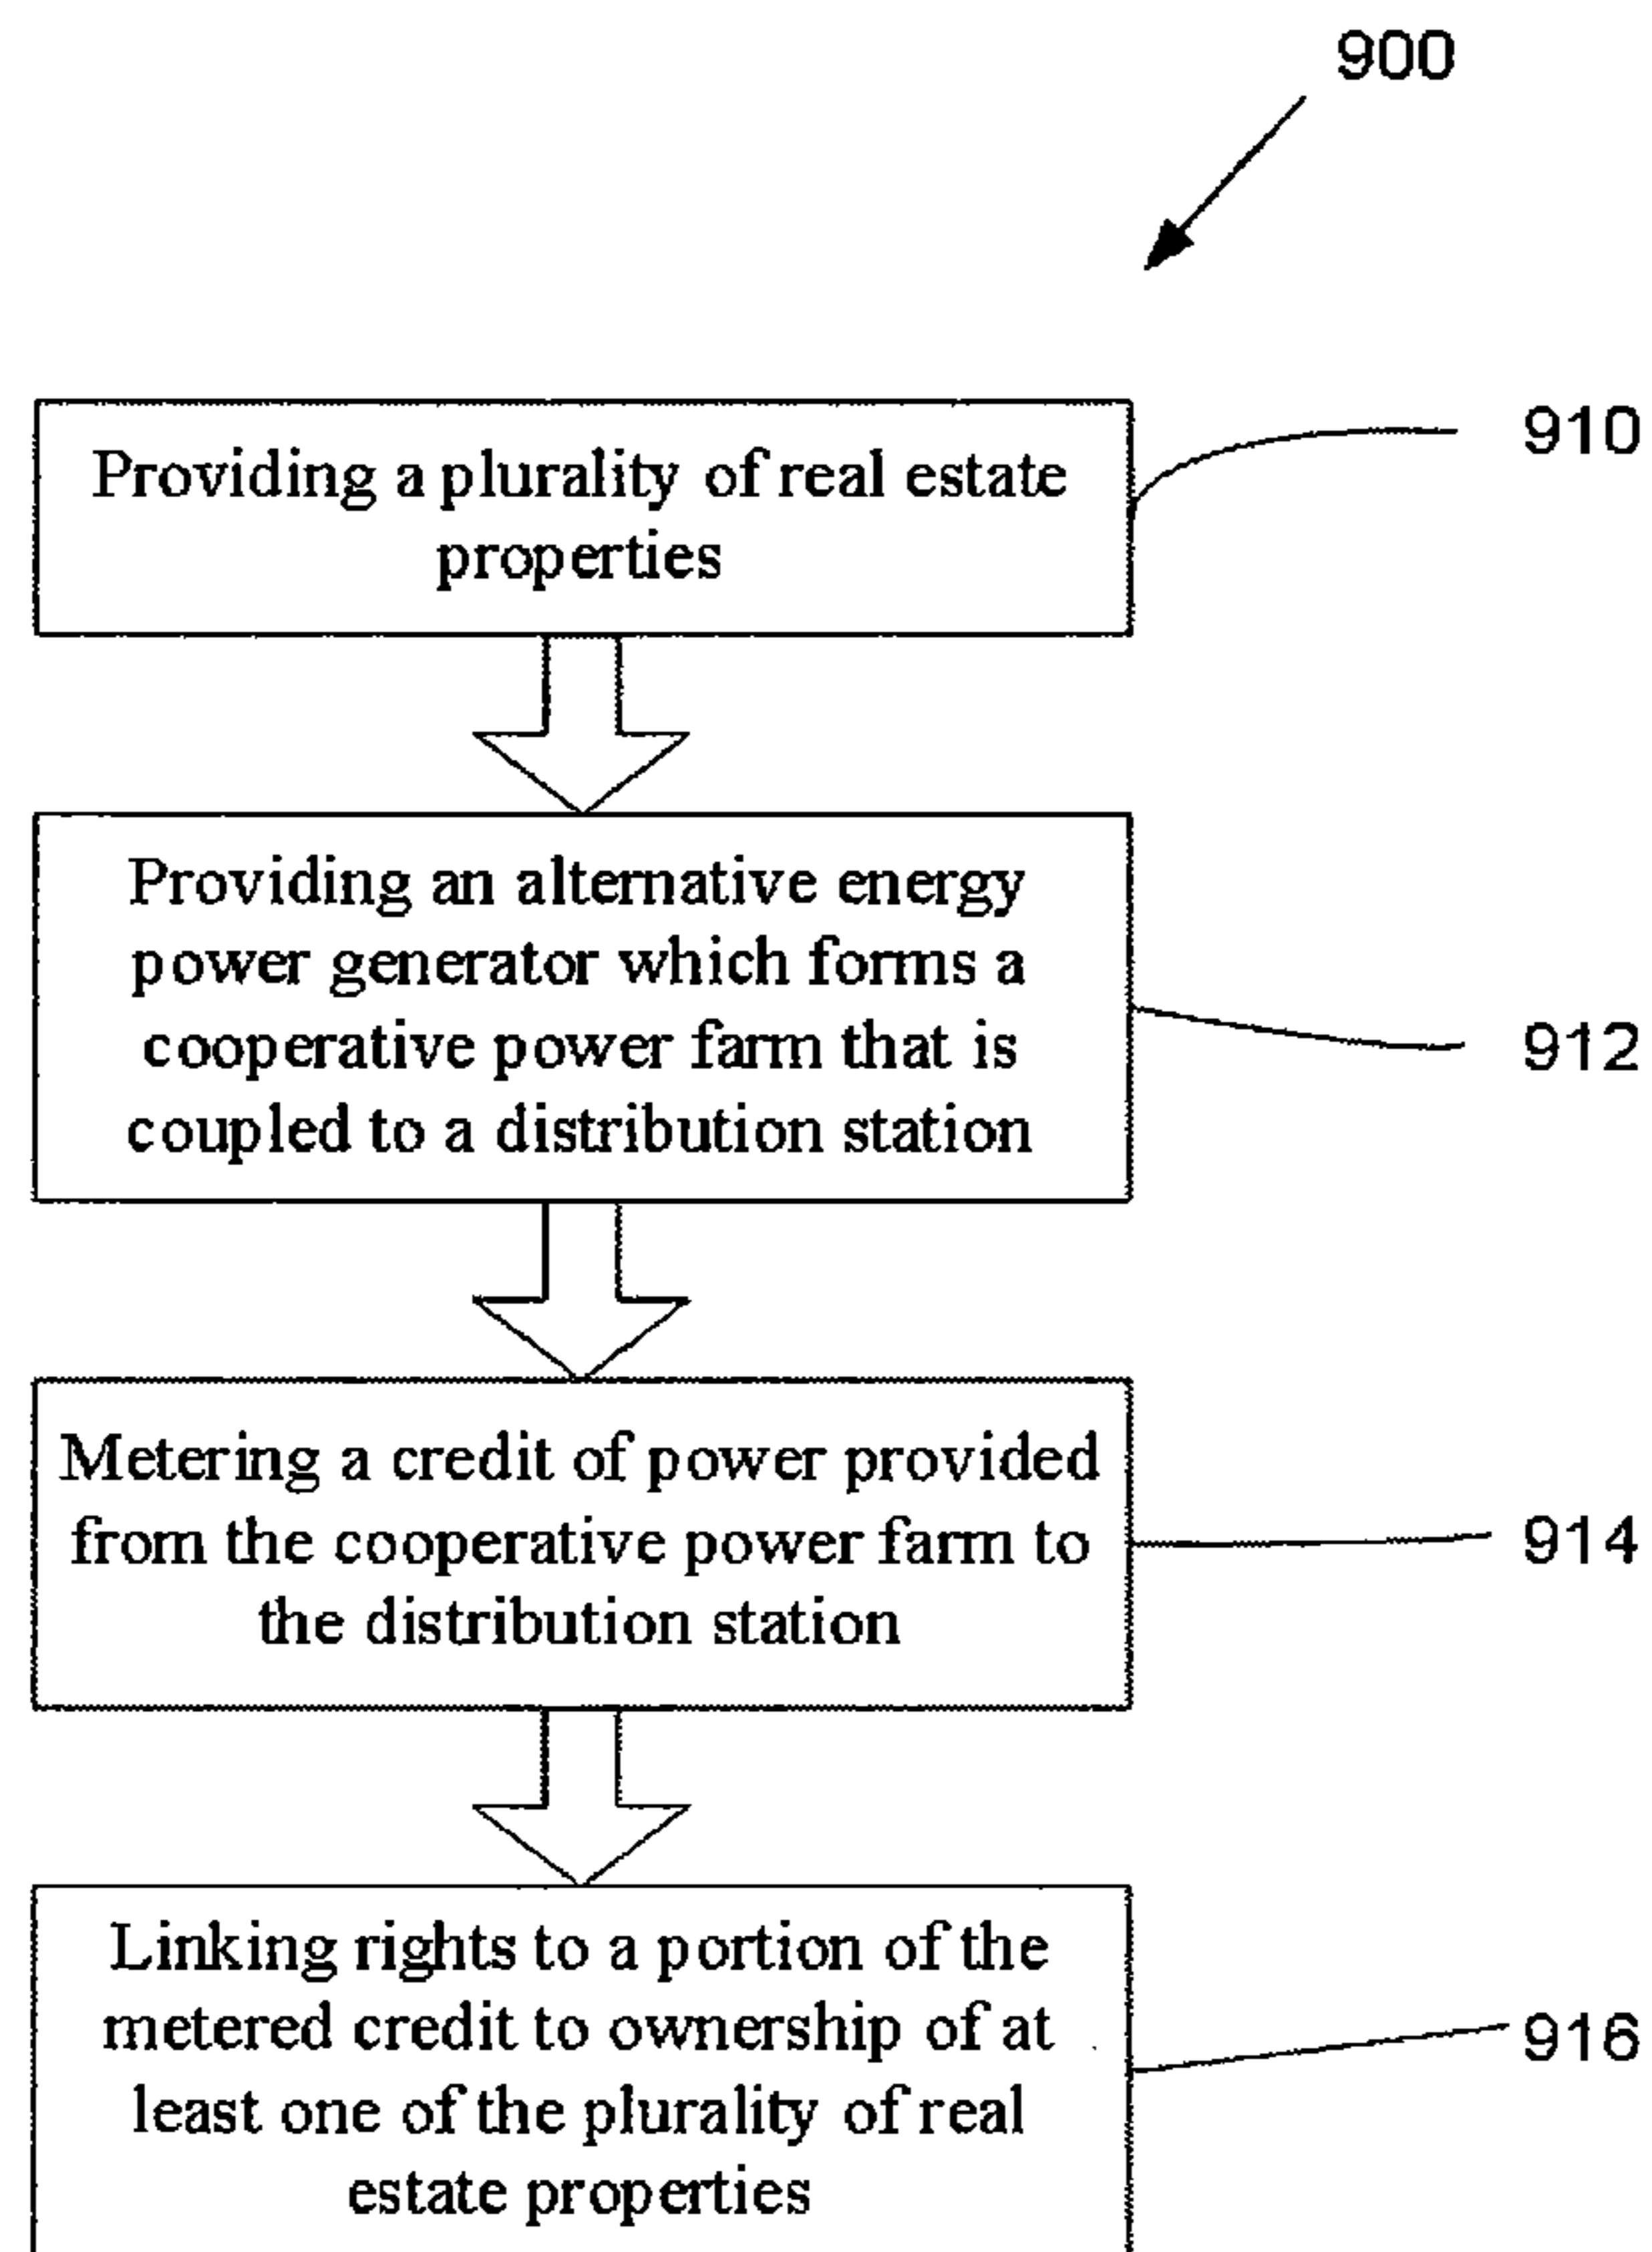 900
Providing a plurality of real estate
properties
910
Providing an alternative energy
power generator which forms a
cooperative power farm that is
coupled to a distribution station
912
Metering a credit of power provided
from the cooperative power farm to
the distribution station
914
Linking rights to a portion of the
metered credit to ownership of at
least one of the plurality of real
estate properties
916